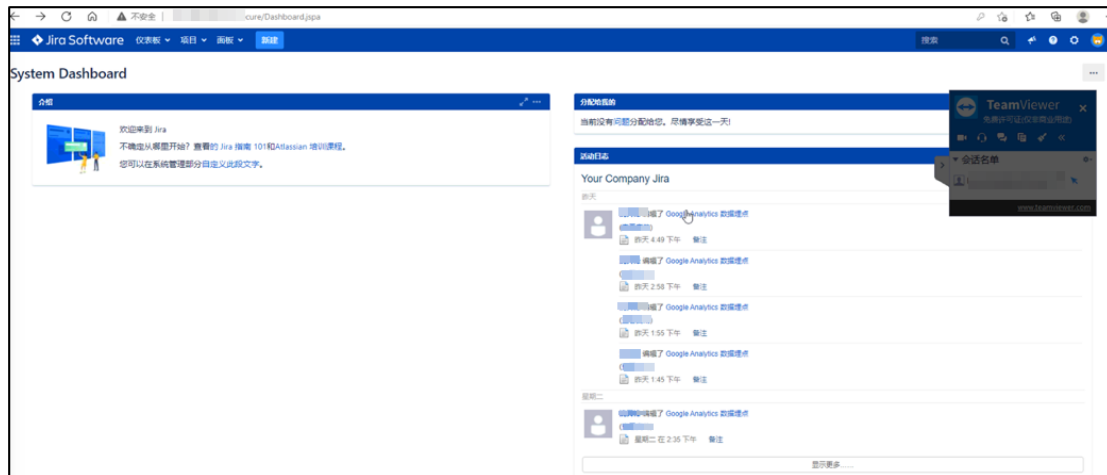 不安全
cure/Dashboard.jspa
Jira Software 仪表板 项目 面板 新建
搜索
System Dashboard
介绍
欢迎来到 Jira
不确定从哪里开始？查看的 Jira 指南 101和Atlassian 培训课程。
您可以在系统管理部分自定义此段文字。
分配给我的
当前没有问题分配给您。尽情享受这一天!
活动日志
Your Company Jira
昨天
编辑了 Google Analytics 数据埋点
昨天 4:49 下午 备注
编辑了 Google Analytics 数据埋点
昨天 2:58 下午 备注
编辑了 Google Analytics 数据埋点
昨天 1:55 下午 备注
编辑了 Google Analytics 数据埋点
昨天 1:45 下午 备注
星期二
编辑了 Google Analytics 数据埋点
星期二 在 2:35 下午 备注
显示更多......
TeamViewer
免费许可证(仅非商业用途)
会话名单
www.teamviewer.com